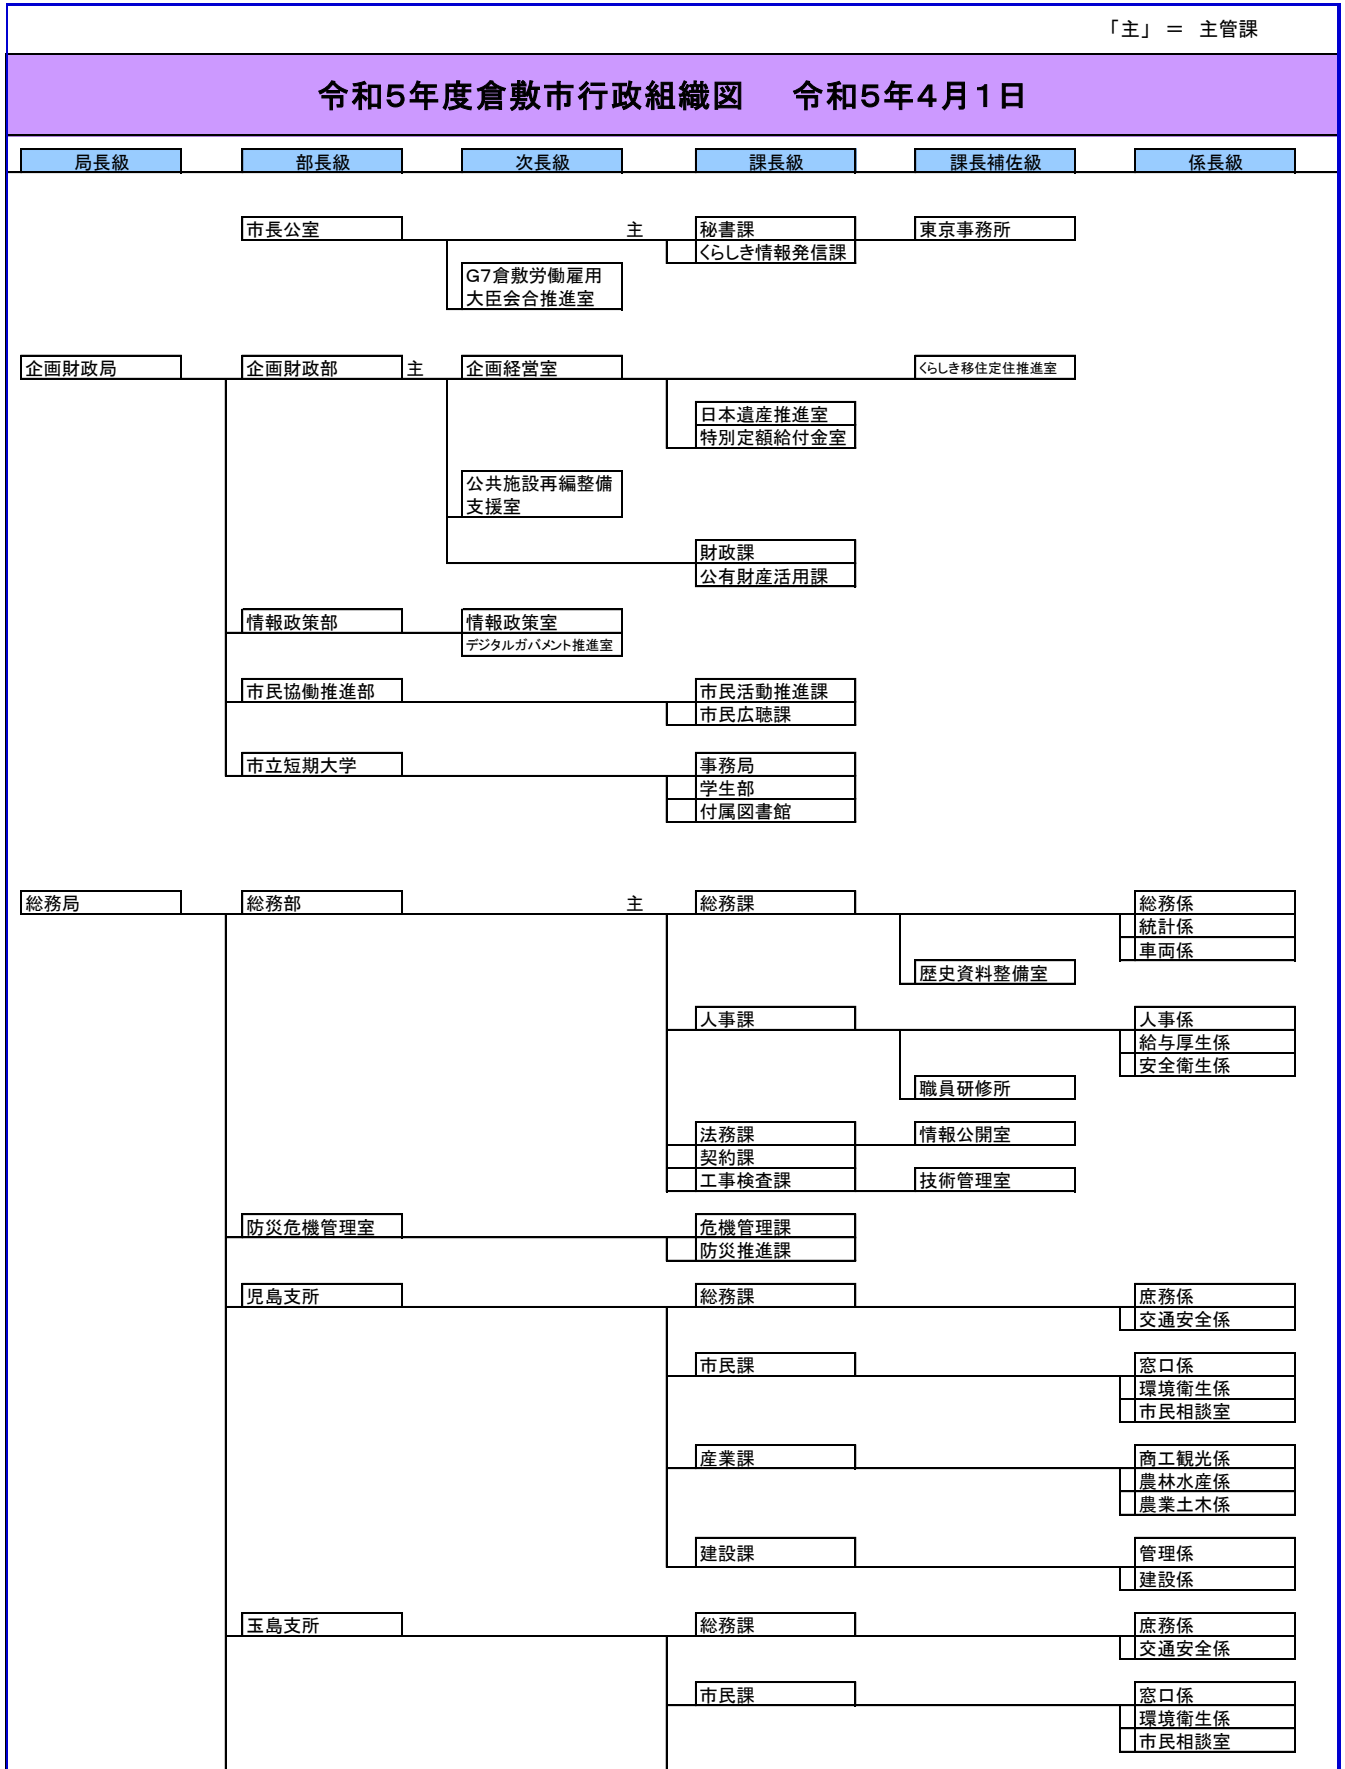 「主」 ＝ 主管課
令和５年度倉敷市行政組織図　令和５年４月１日
局長級 部長級 次長級 課長級 課長補佐級 係長級
市長公室 主 秘書課 東京事務所
くらしき情報発信課
Ｇ７倉敷労働雇用
大臣会合推進室
企画財政局 企画財政部 主 企画経営室 くらしき移住定住推進室
日本遺産推進室
特別定額給付金室
公共施設再編整備
支援室
財政課
公有財産活用課
情報政策部 情報政策室
デジタルガバメント推進室
市民協働推進部 市民活動推進課
市民広聴課
市立短期大学 事務局
学生部
付属図書館
総務局 総務部 主 総務課 総務係
統計係
車両係
歴史資料整備室
人事課 人事係
給与厚生係
安全衛生係
職員研修所
法務課 情報公開室
契約課
工事検査課 技術管理室
防災危機管理室 危機管理課
防災推進課
児島支所 総務課 庶務係
交通安全係
市民課 窓口係
環境衛生係
市民相談室
産業課 商工観光係
農林水産係
農業土木係
建設課 管理係
建設係
玉島支所 総務課 庶務係
交通安全係
市民課 窓口係
環境衛生係
市民相談室